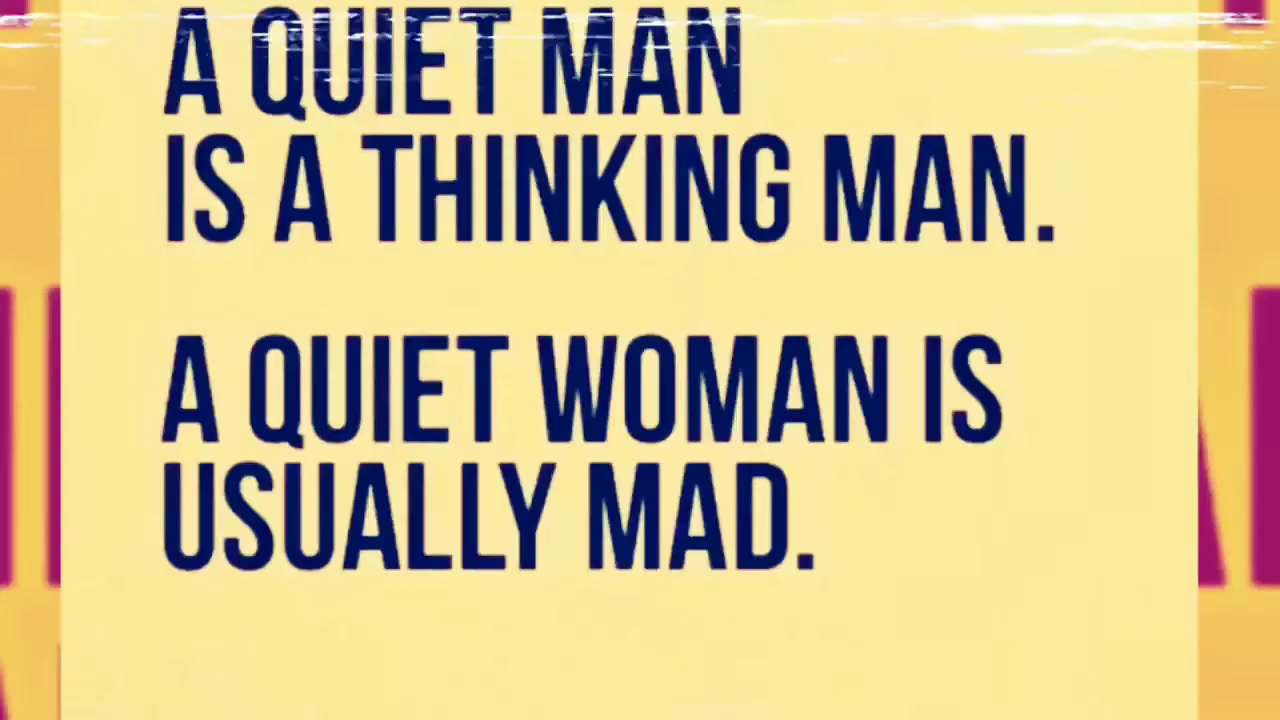 A QUIET MAN
IS A THINKING MAN.
A QUIET WOMAN IS
USUALLY MAD.